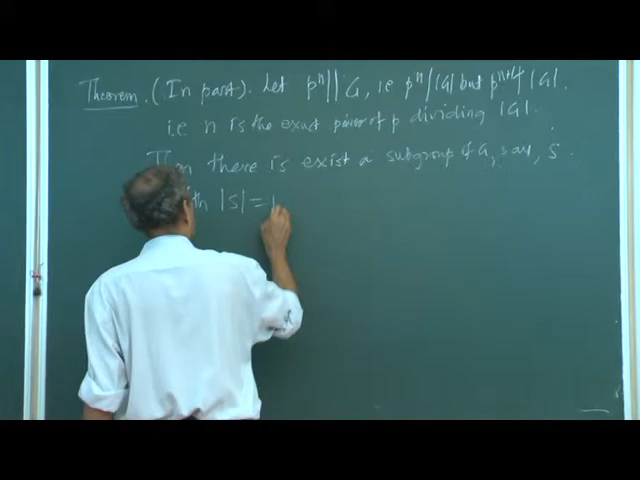 Theorem. (In part). Let pⁿ || G, ie pⁿ/|G| but pⁿ⁺¹∤|G|.
i.e n is the exact power of p dividing |G|.
Then there is exist a subgroup of G, say, S.
with |S| =